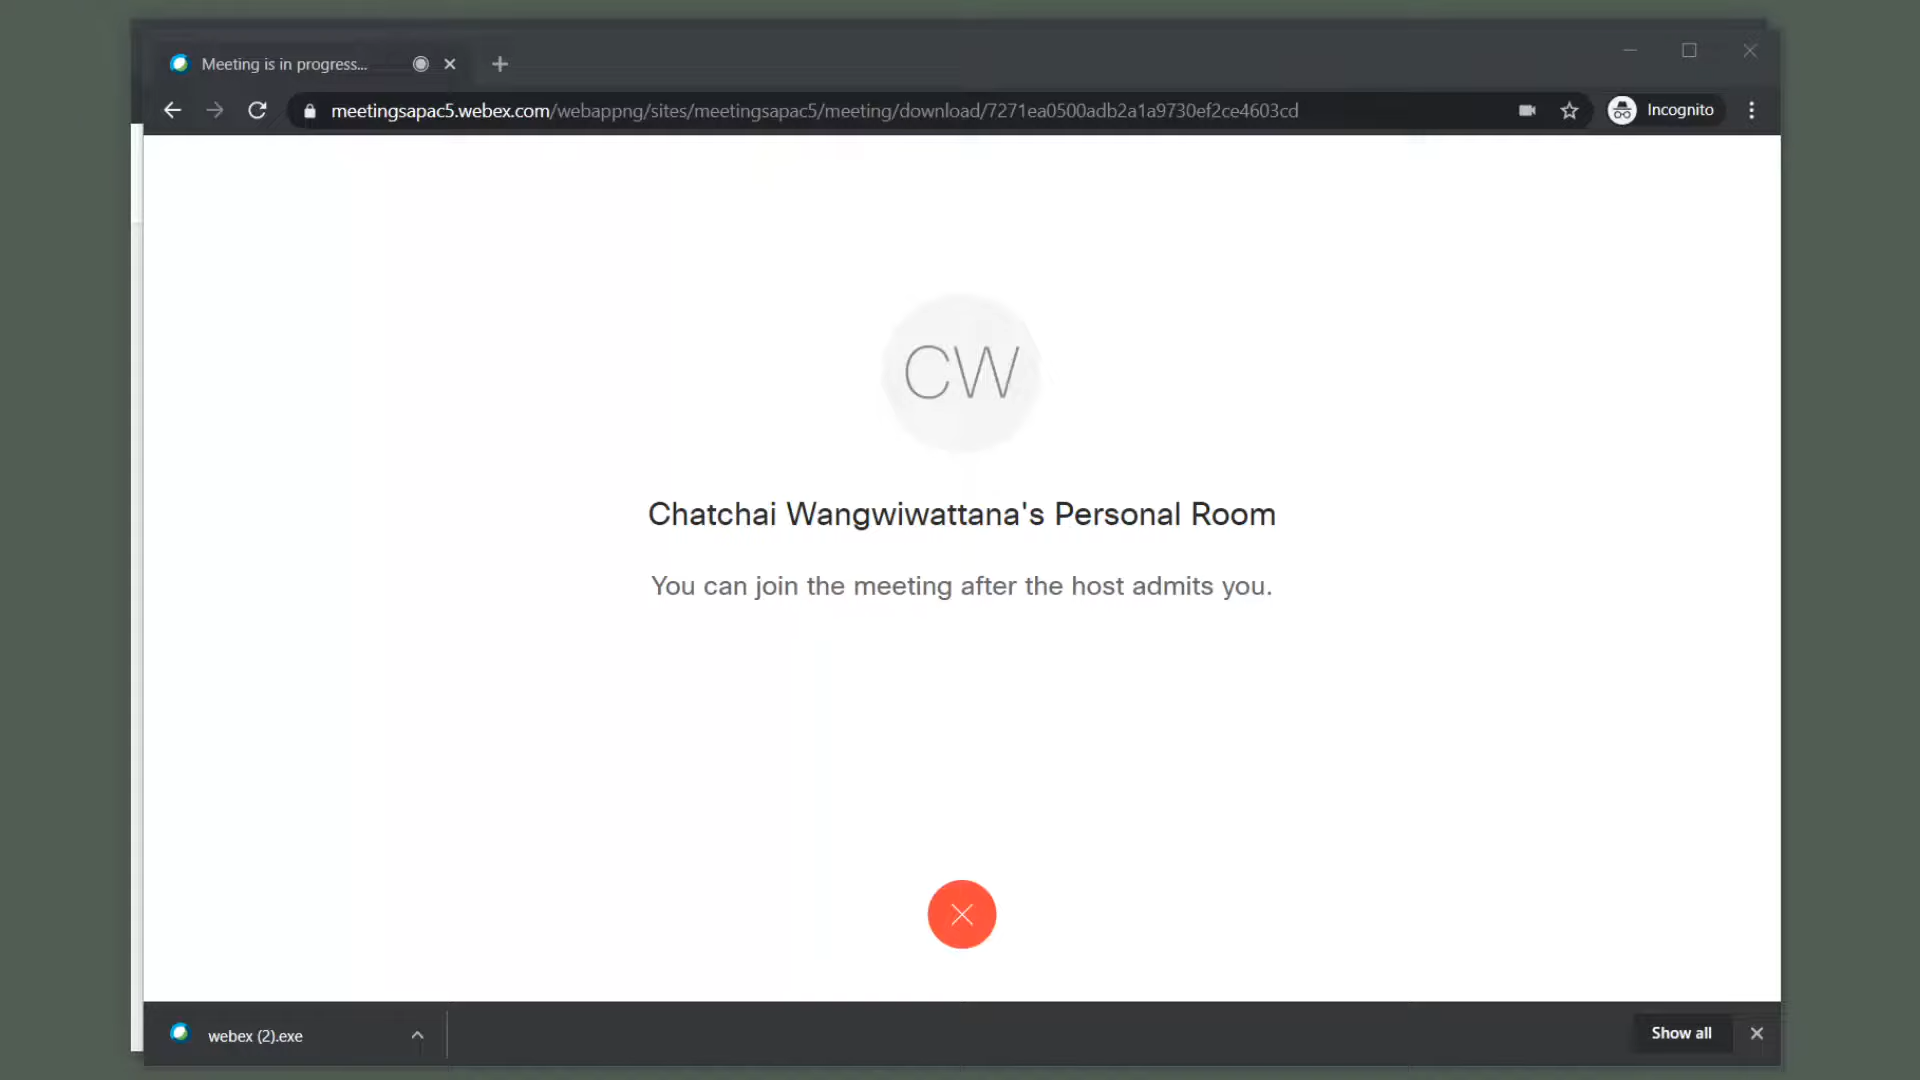 Meeting is in progress...
meetingsapac5.webex.com/webappng/sites/meetingsapac5/meeting/download/7271ea0500adb2a1a9730ef2ce4603cd
Incognito
CW
Chatchai Wangwiwattana's Personal Room
You can join the meeting after the host admits you.
webex (2).exe
Show all